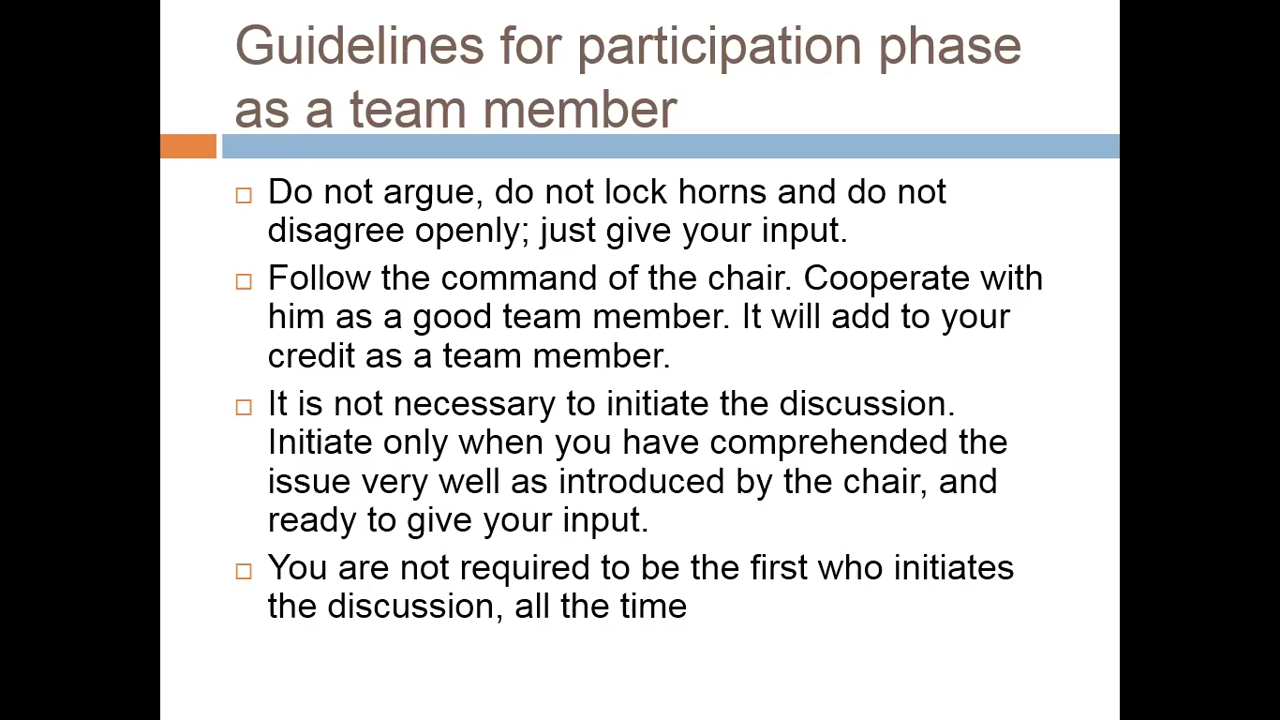 Guidelines for participation phase
as a team member
Do not argue, do not lock horns and do not
disagree openly; just give your input.
Follow the command of the chair. Cooperate with
him as a good team member. It will add to your
credit as a team member.
It is not necessary to initiate the discussion.
Initiate only when you have comprehended the
issue very well as introduced by the chair, and
ready to give your input.
You are not required to be the first who initiates
the discussion, all the time